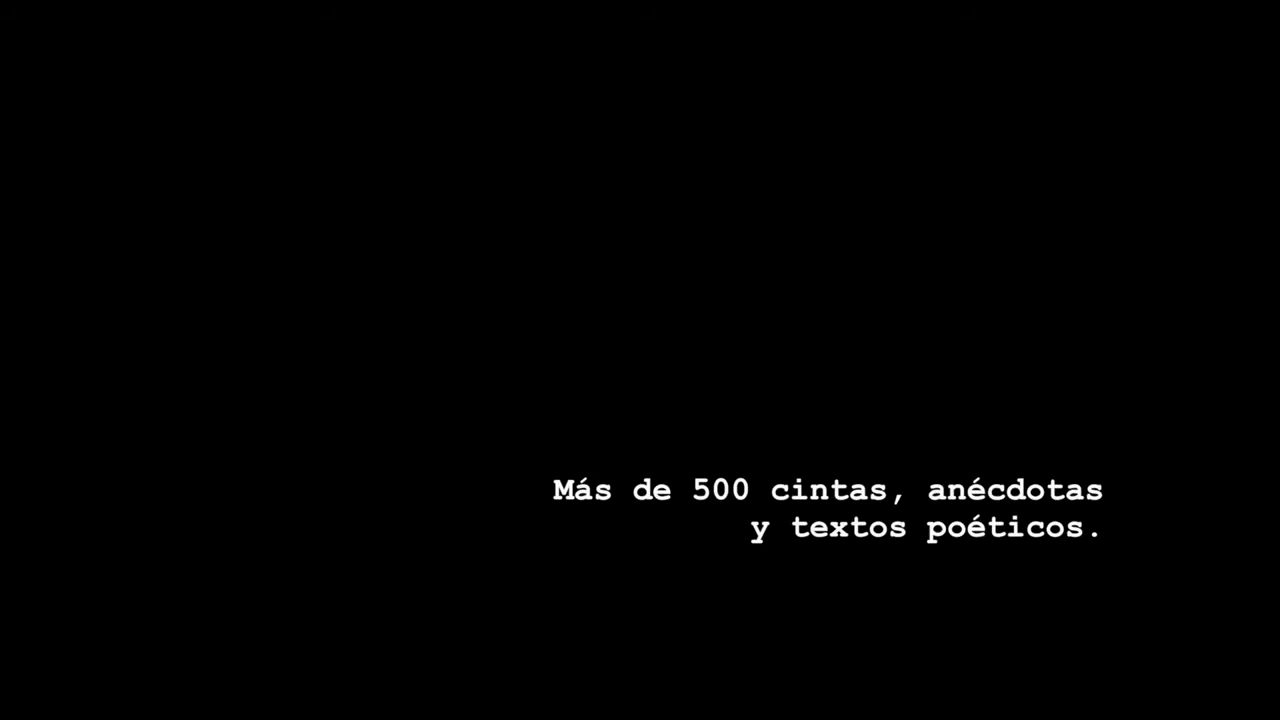 Más de 500 cintas, anécdotas
y textos poéticos.